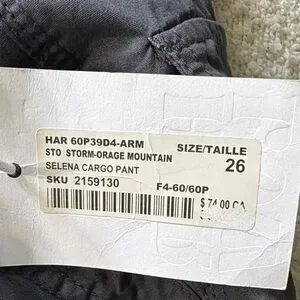 HAR 60P39D4-ARM SIZE/TAILLE
STO STORM-ORAGE MOUNTAIN 26
SELENA CARGO PANT
SKU 2159130 F4-60/60P
$ 74.00 CA